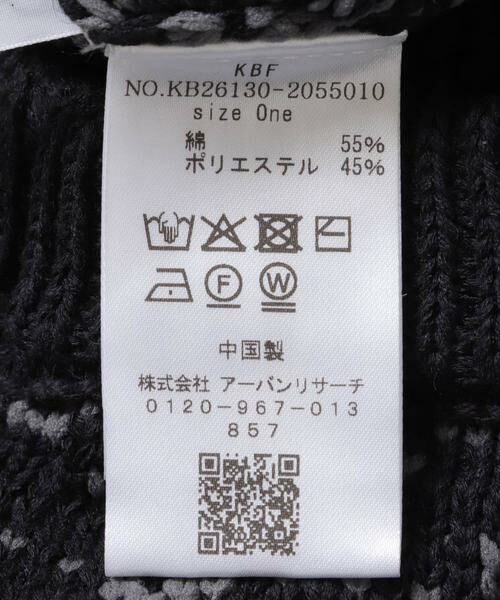 KBF
NO.KB26130-2055010
size One
綿 55%
ポリエステル 45%
F W
中国製
株式会社 アーバンリサーチ
0120-967-013
857